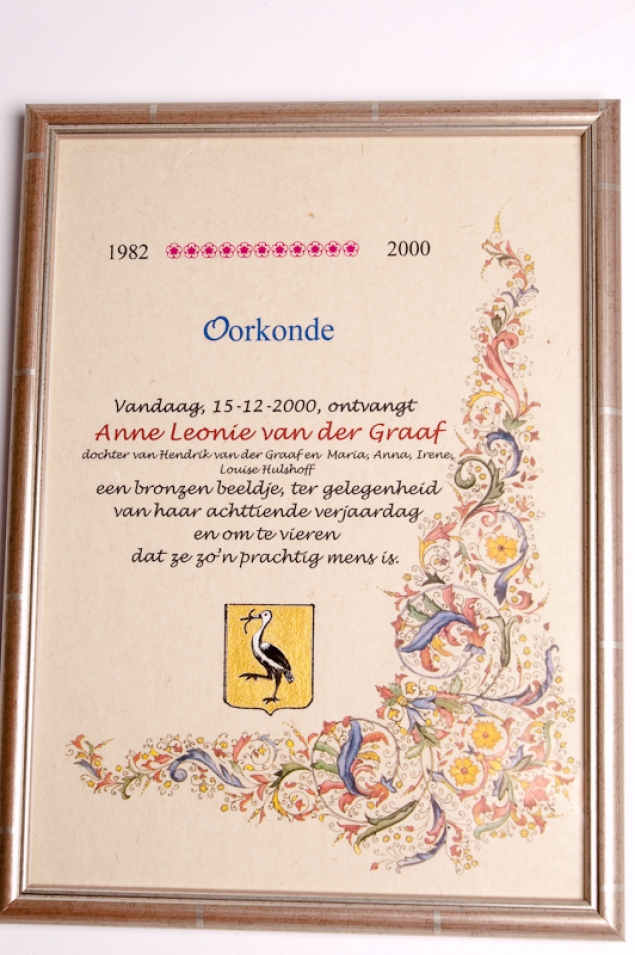 1982 2000
Oorkonde
Vandaag, 15-12-2000, ontvangt
Anne Leonie van der Graaf
dochter van Hendrik van der Graaf en Maria, Anna, Irene,
Louise Hulshoff
een bronzen beeldje, ter gelegenheid
van haar achttiende verjaardag
en om te vieren
dat ze zo'n prachtig mens is.